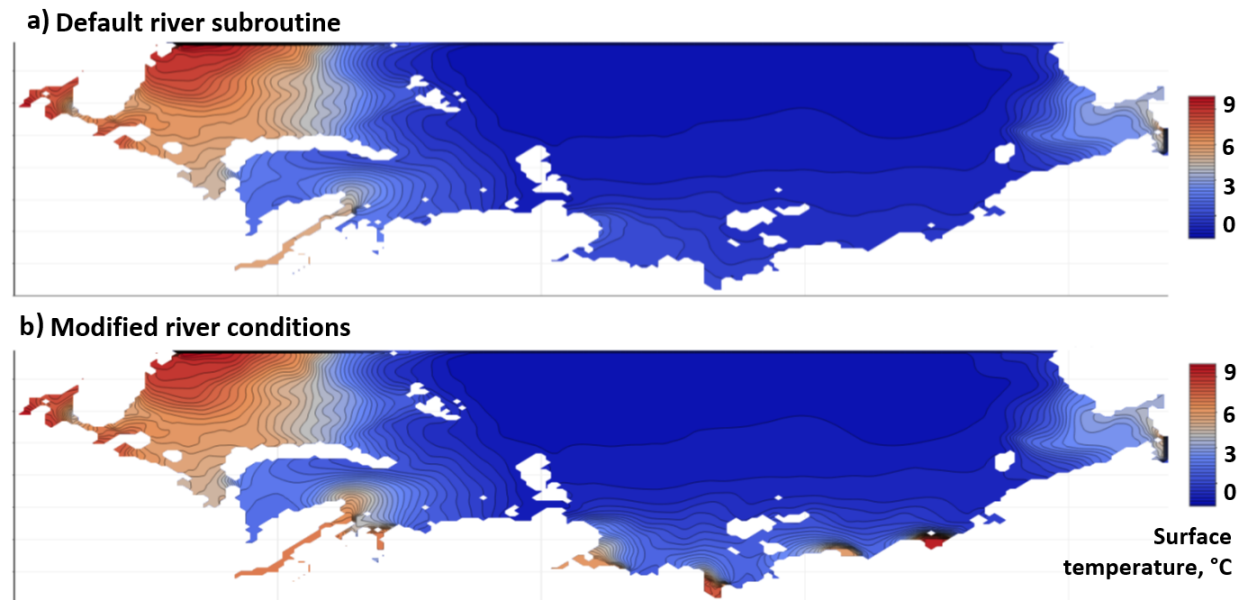 a) Default river subroutine
9
6
3
0
b) Modified river conditions
9
6
3
0
Surface
temperature, °C